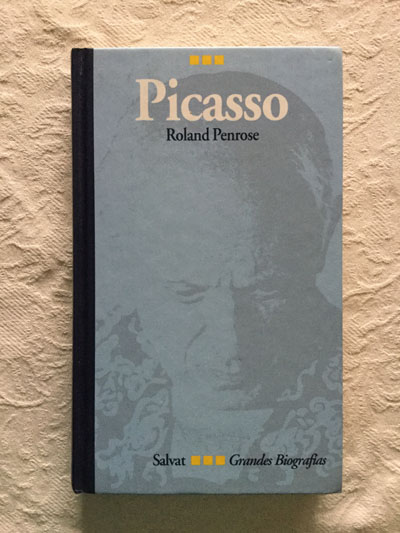 Picasso
Roland Penrose
Salvat Grandes Biografías